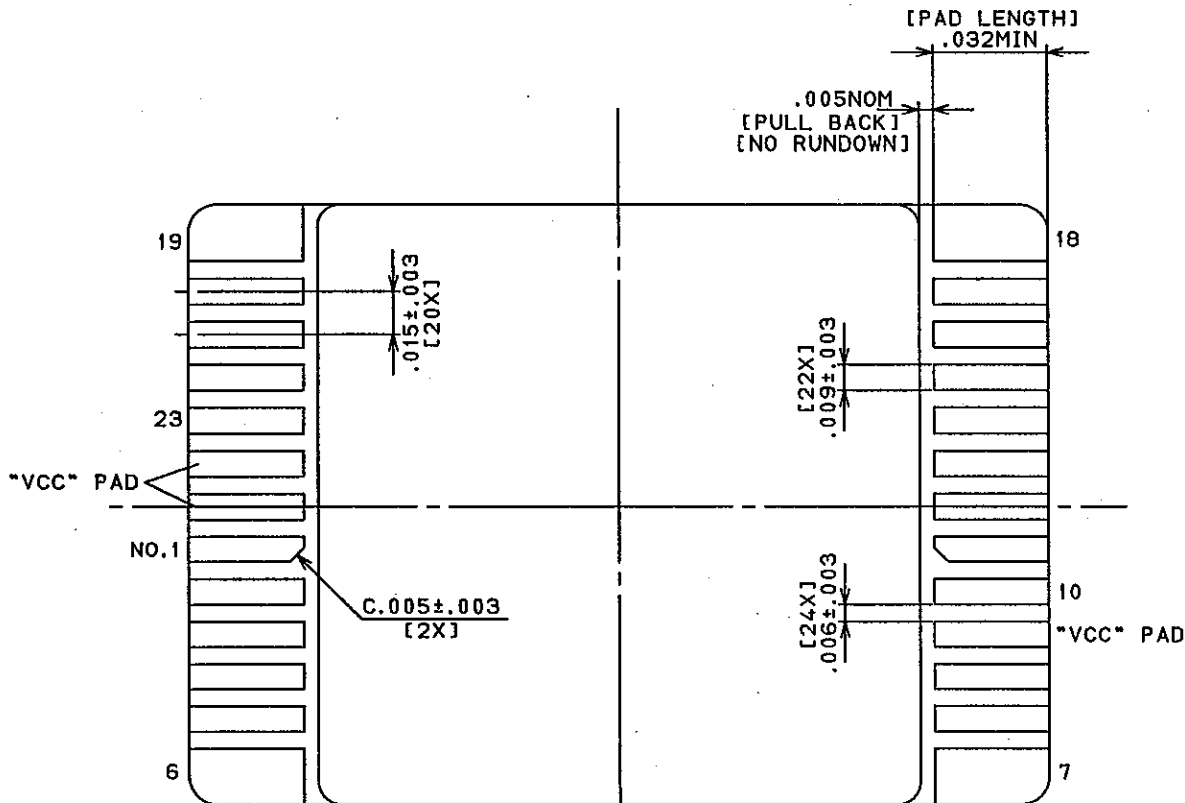 [PAD LENGTH]
.032MIN
.005NOM
[PULL BACK]
[NO RUNDOWN]
19
18
.015±.003
[20X]
[22X]
.009±.003
23
"VCC" PAD
NO.1
C.005±.003
[2X]
[24X]
.006±.003
10
"VCC" PAD
6
7